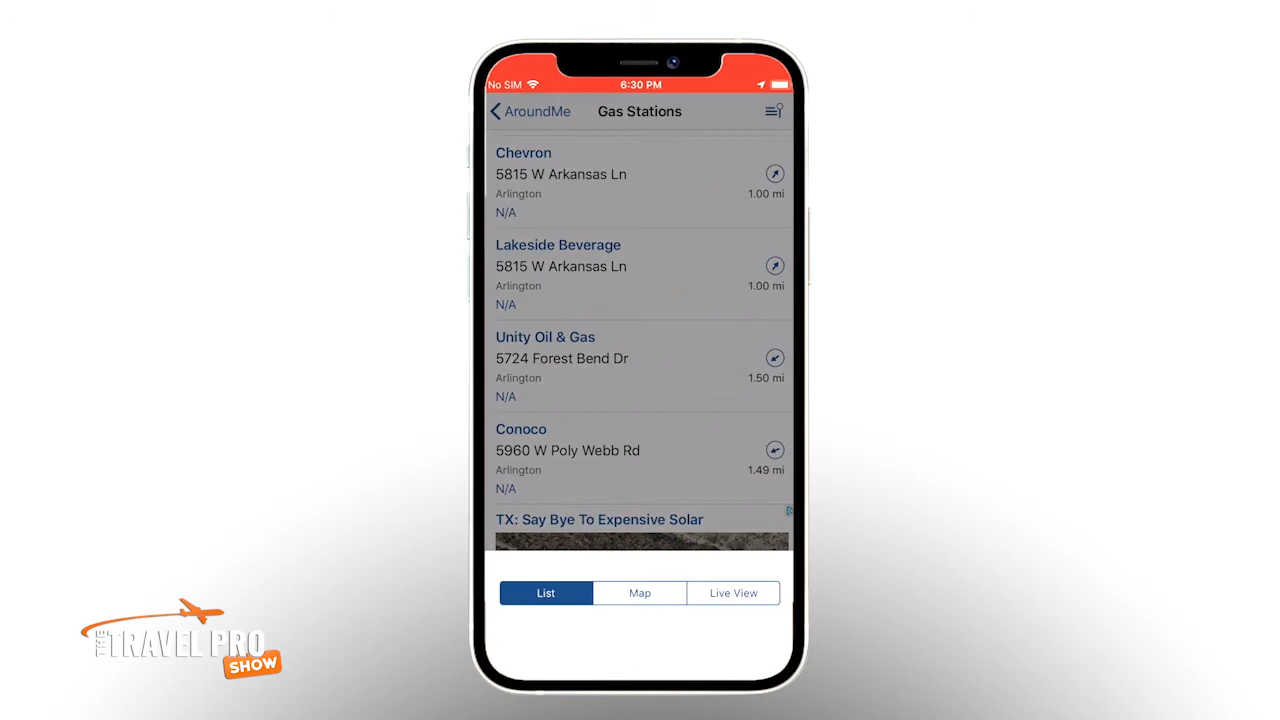 No SIM 6:30 PM
AroundMe Gas Stations
Chevron
5815 W Arkansas Ln
Arlington 1.00 mi
N/A
Lakeside Beverage
5815 W Arkansas Ln
Arlington 1.00 mi
N/A
Unity Oil & Gas
5724 Forest Bend Dr
Arlington 1.50 mi
N/A
Conoco
5960 W Poly Webb Rd
Arlington 1.49 mi
N/A
TX: Say Bye To Expensive Solar
List Map Live View
THE TRAVEL PRO
SHOW